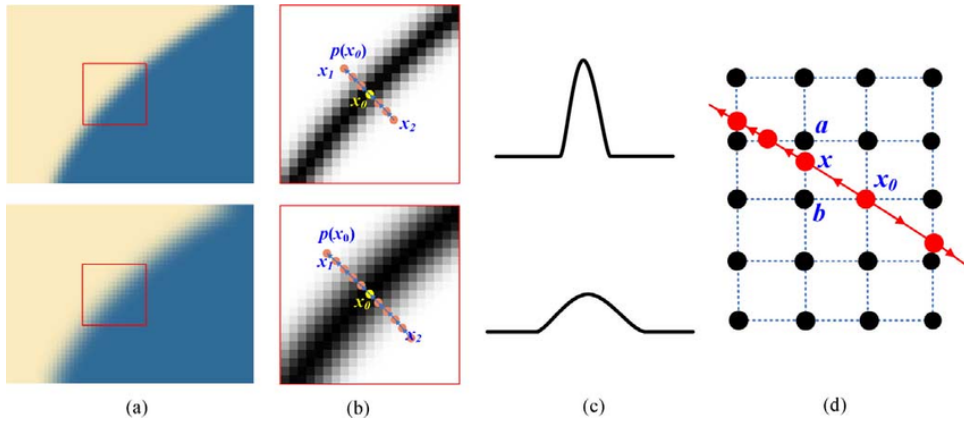 p(x₀)
x₁
x₀
x₂
p(x₀)
x₁
x₀
x₂
a
x
x₀
b
(a)
(b)
(c)
(d)